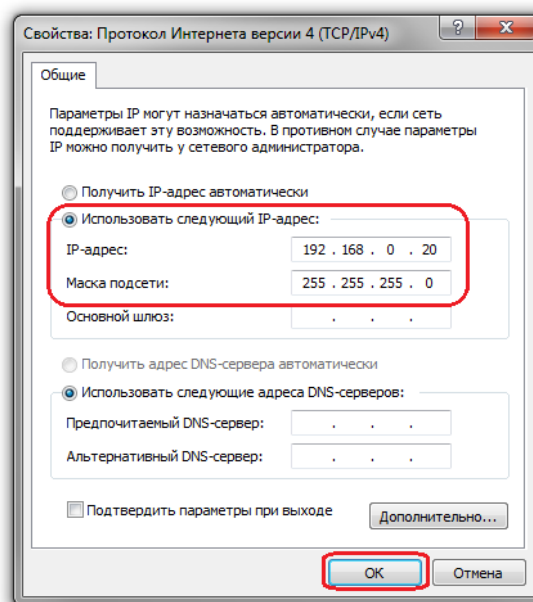 Свойства: Протокол Интернета версии 4 (TCP/IPv4)
Общие
Параметры IP могут назначаться автоматически, если сеть
поддерживает эту возможность. В противном случае параметры
IP можно получить у сетевого администратора.
Получить IP-адрес автоматически
Использовать следующий IP-адрес:
IP-адрес: 192 . 168 . 0 . 20
Маска подсети: 255 . 255 . 255 . 0
Основной шлюз: . . .
Получить адрес DNS-сервера автоматически
Использовать следующие адреса DNS-серверов:
Предпочитаемый DNS-сервер: . . .
Альтернативный DNS-сервер: . . .
Подтвердить параметры при выходе
Дополнительно...
ОК Отмена